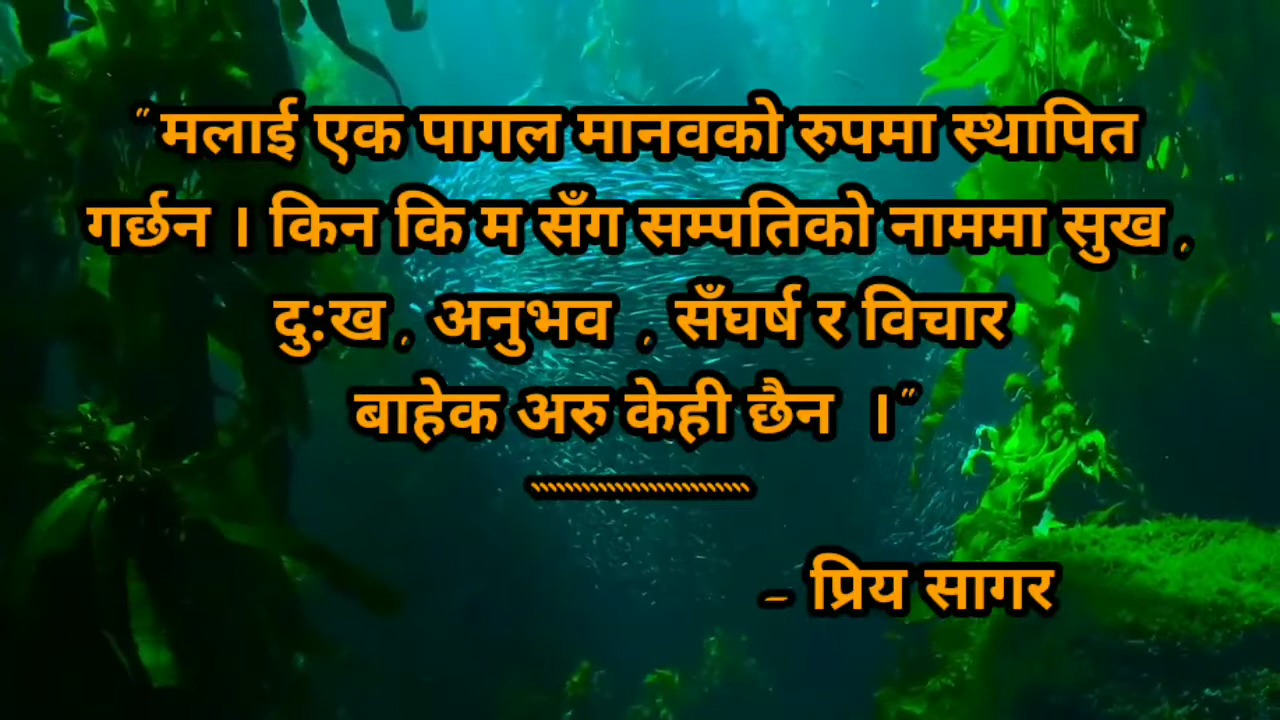 " मलाई एक पागल मानवको रुपमा स्थापित
गर्छन । किन कि म सँग सम्पतिको नाममा सुख ,
दु:ख , अनुभव , सँघर्ष र विचार
बाहेक अरु केही छैन ।"
- प्रिय सागर